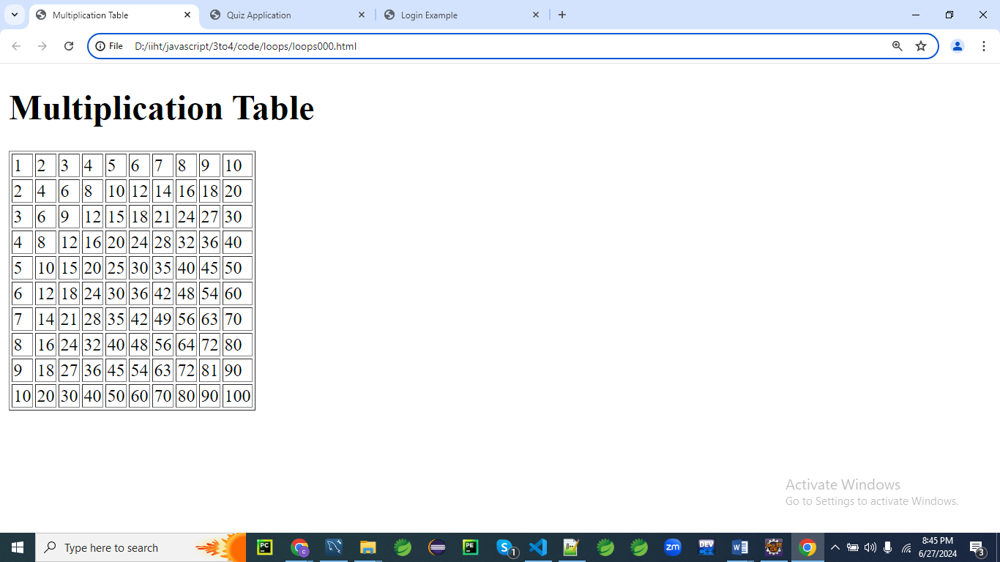 Multiplication Table
Quiz Application
Login Example
File D:/iiht/javascript/3to4/code/loops/loops000.html
Multiplication Table
1 2 3 4 5 6 7 8 9 10
2 4 6 8 10 12 14 16 18 20
3 6 9 12 15 18 21 24 27 30
4 8 12 16 20 24 28 32 36 40
5 10 15 20 25 30 35 40 45 50
6 12 18 24 30 36 42 48 54 60
7 14 21 28 35 42 49 56 63 70
8 16 24 32 40 48 56 64 72 80
9 18 27 36 45 54 63 72 81 90
10 20 30 40 50 60 70 80 90 100
Activate Windows
Go to Settings to activate Windows.
Type here to search
PC
C
PE
S
1
zm
DEV
W
8:45 PM
6/27/2024
3